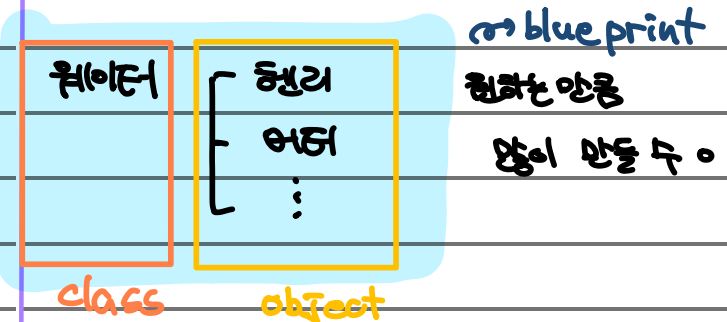 → blueprint
웨이터 헨리 원하는 만큼
버터 많이 만들 수 o
⋮
class object